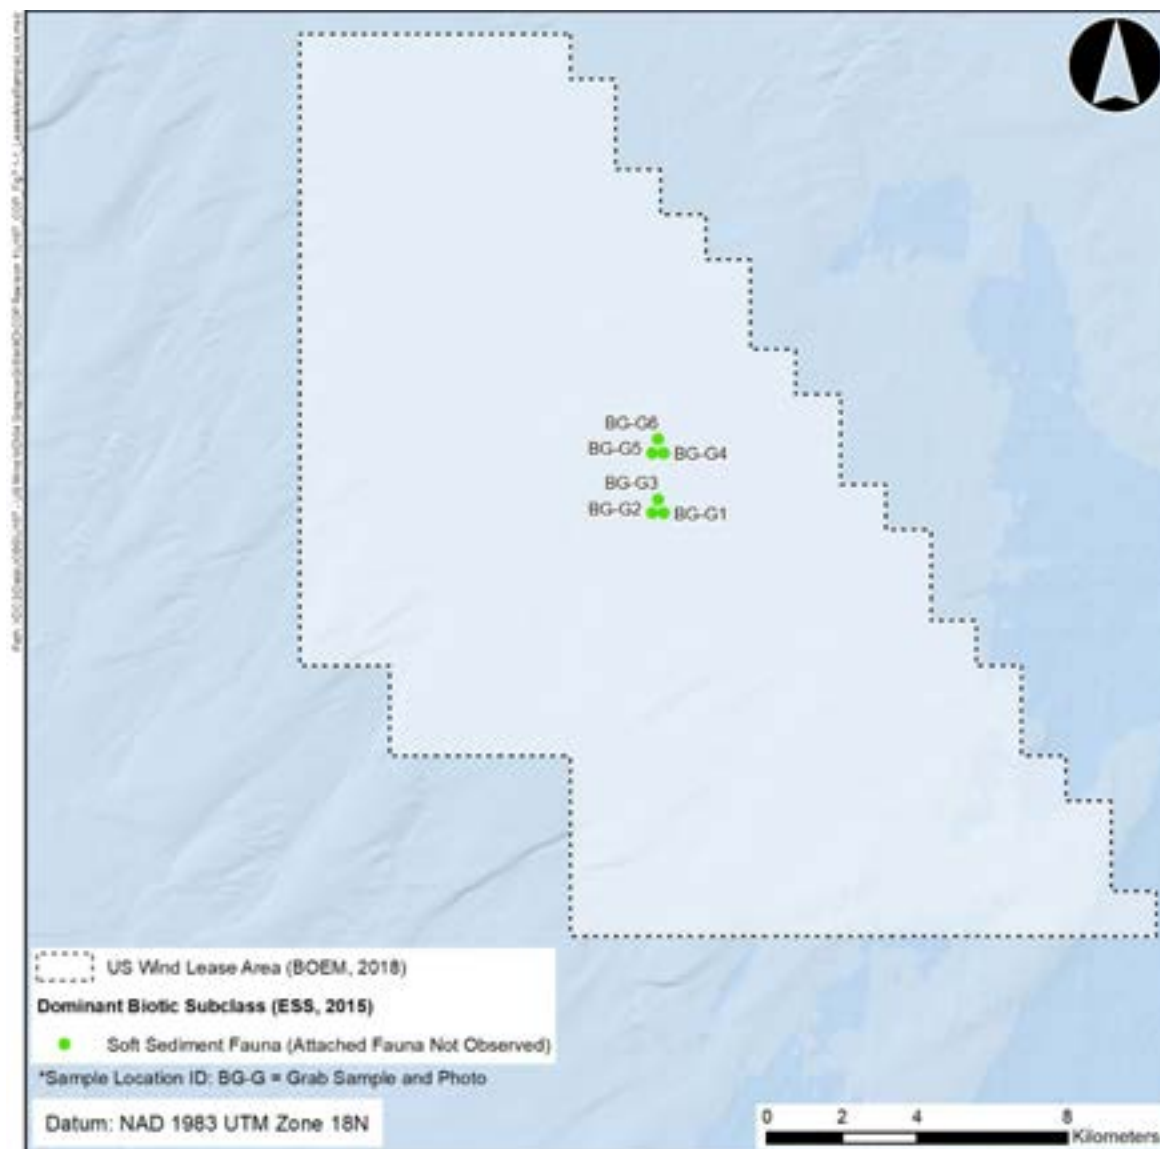 BG-G6
BG-G5 BG-G4
BG-G3
BG-G2 BG-G1
US Wind Lease Area (BOEM, 2018)
Dominant Biotic Subclass (ESS, 2015)
Soft Sediment Fauna (Attached Fauna Not Observed)
*Sample Location ID: BG-G = Grab Sample and Photo
Datum: NAD 1983 UTM Zone 18N
0 2 4 8
Kilometers